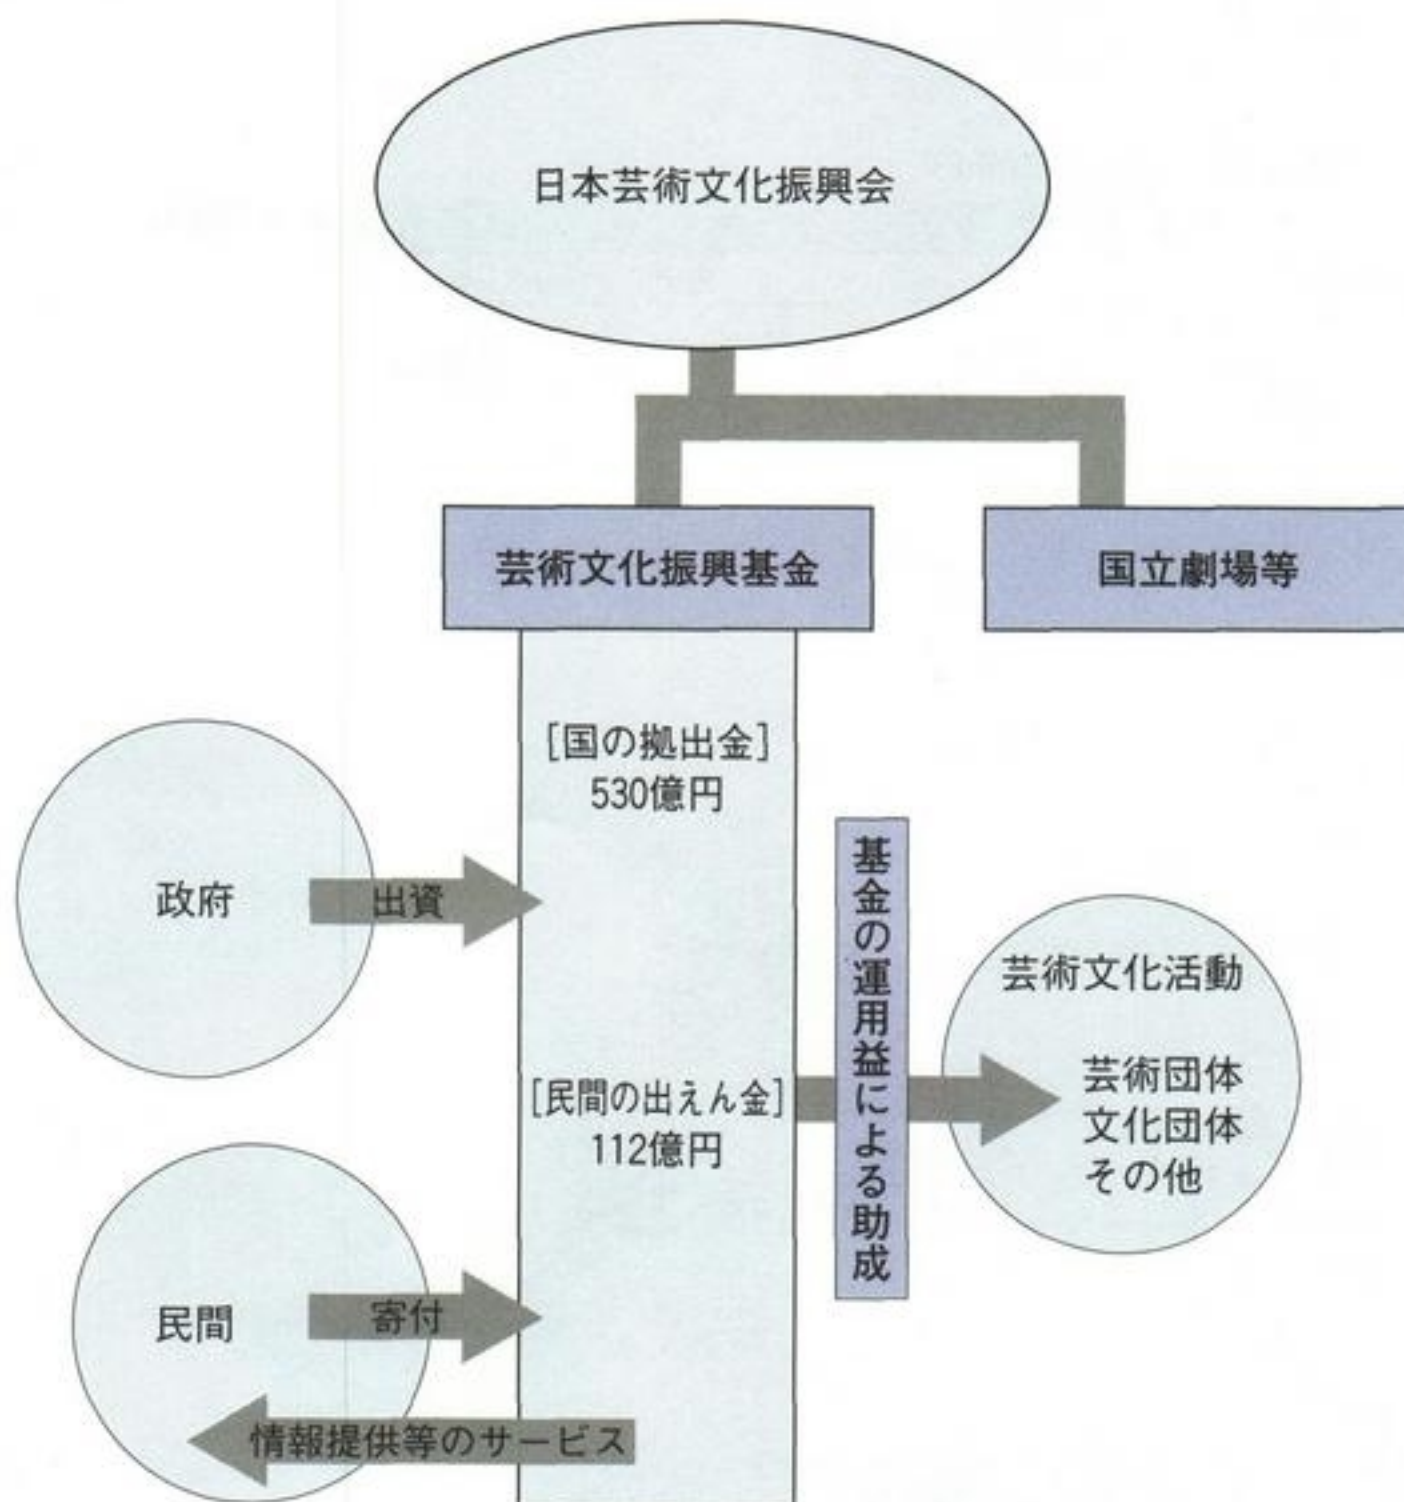 日本芸術文化振興会
芸術文化振興基金
国立劇場等
[国の拠出金]
530億円
政府
出資
基金の運用益による助成
芸術文化活動
芸術団体
文化団体
その他
[民間の出えん金]
112億円
民間
寄付
情報提供等のサービス